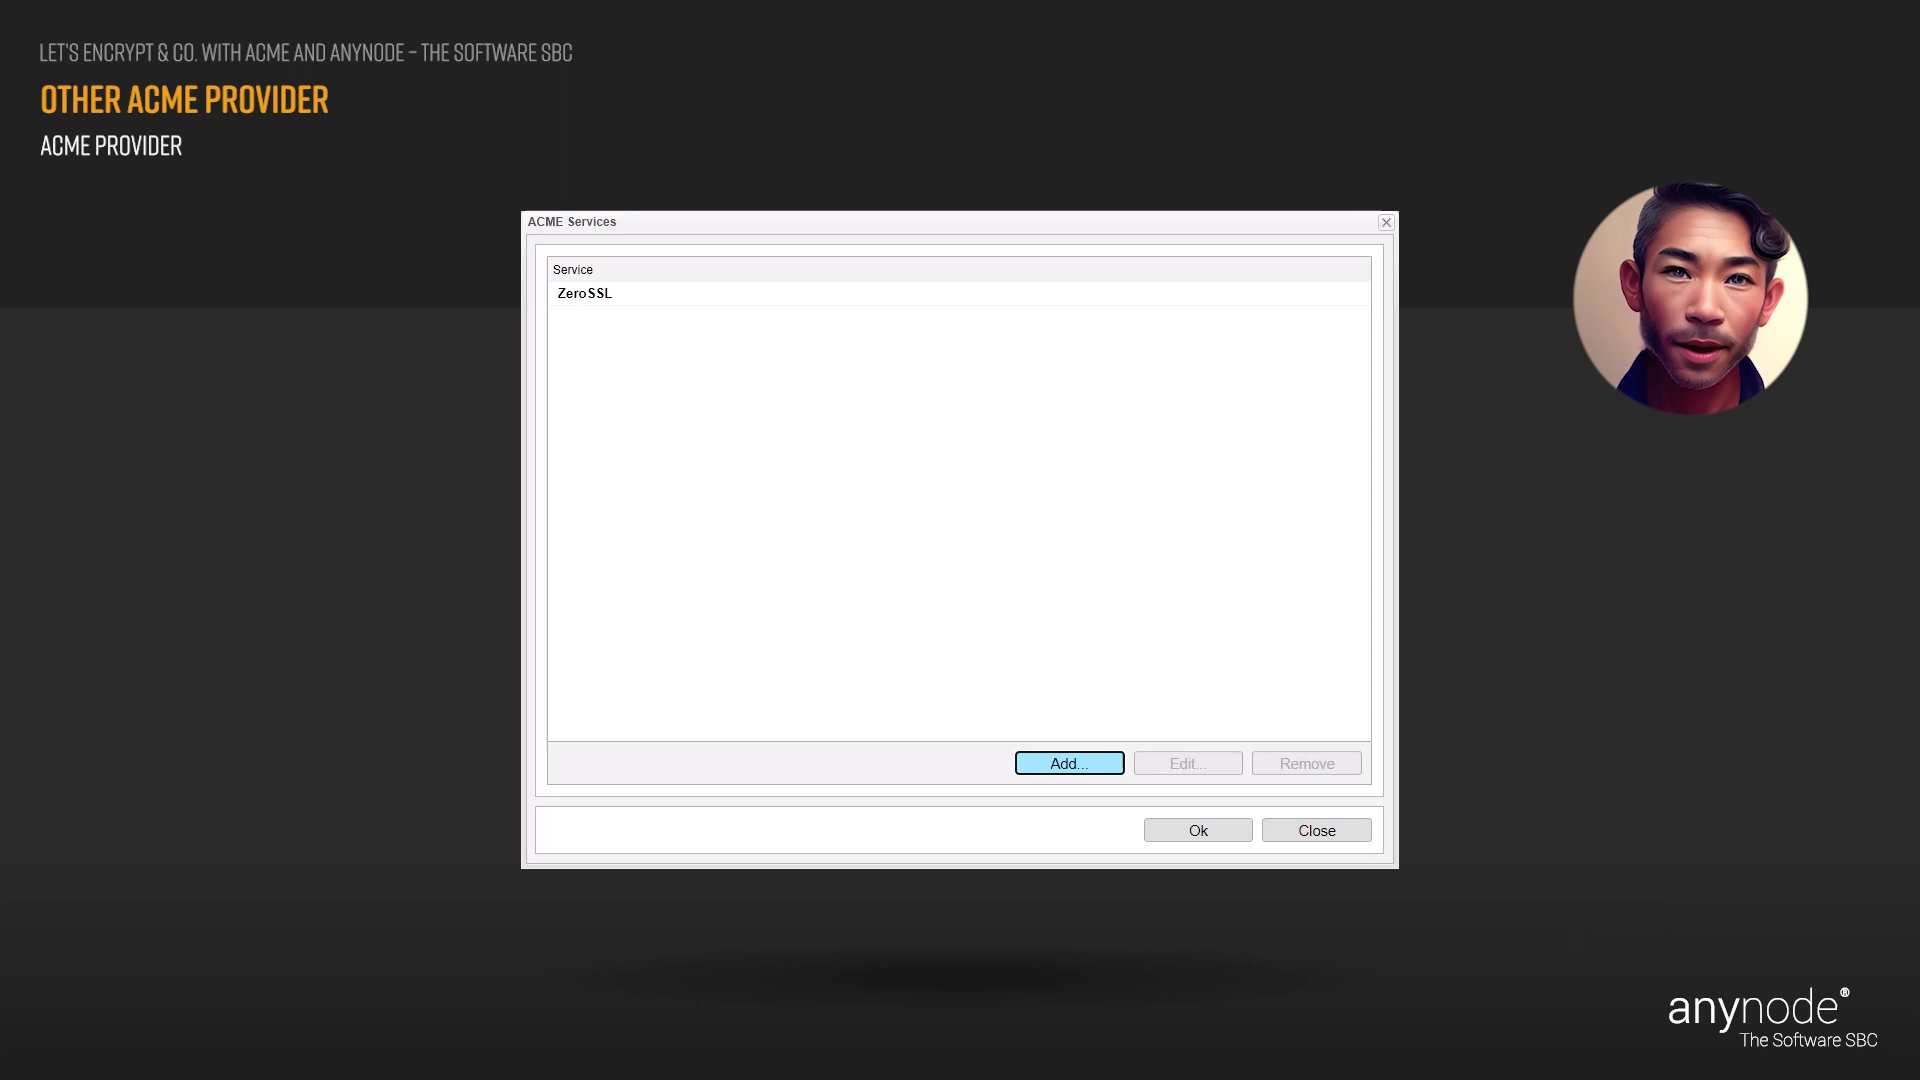 LET'S ENCRYPT & CO. WITH ACME AND ANYNODE – THE SOFTWARE SBC
OTHER ACME PROVIDER
ACME PROVIDER
ACME Services
Service
ZeroSSL
Add...
Edit...
Remove
Ok
Close
anynode®
The Software SBC